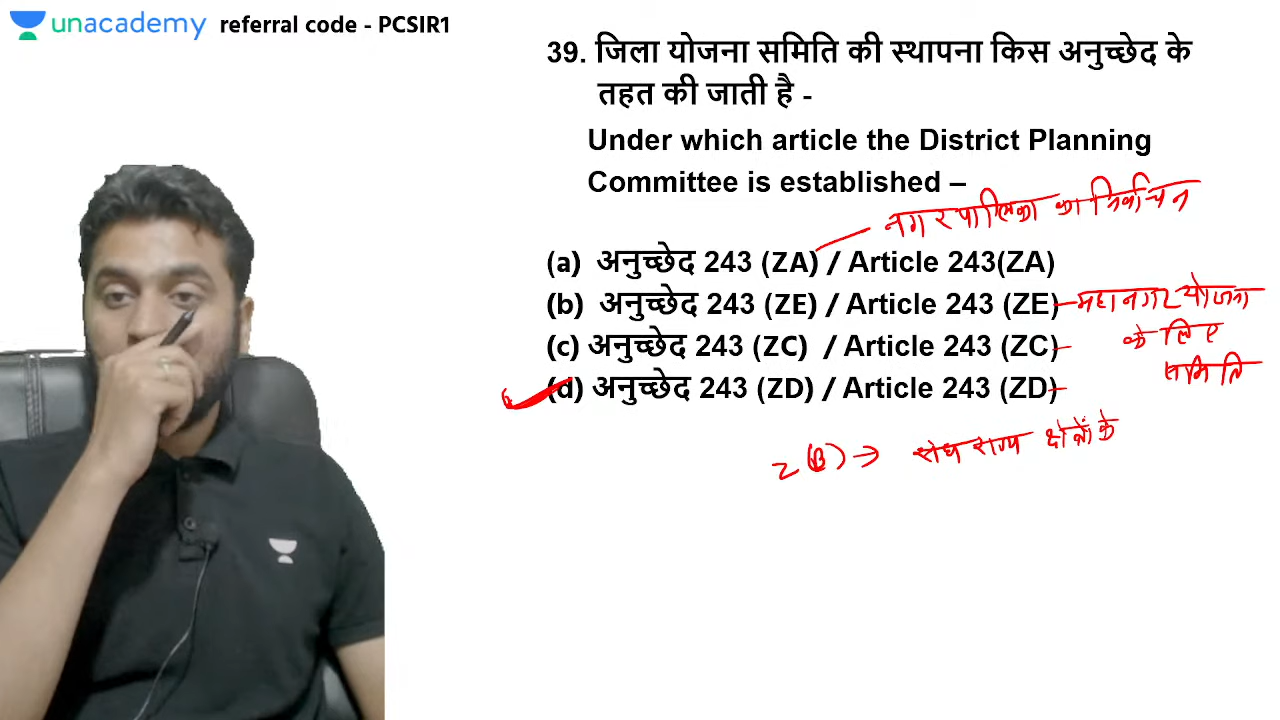 unacademy referral code - PCSIR1
39. जिला योजना समिति की स्थापना किस अनुच्छेद के
तहत की जाती है -
Under which article the District Planning
Committee is established –
नगरपालिका का निर्वाचन
(a) अनुच्छेद 243 (ZA) / Article 243(ZA)
(b) अनुच्छेद 243 (ZE) / Article 243 (ZE)
महानगर योजना
के लिए
समिति
(c) अनुच्छेद 243 (ZC) / Article 243 (ZC)
(d) अनुच्छेद 243 (ZD) / Article 243 (ZD)
Z(B) → संघ राज्य क्षेत्रों के